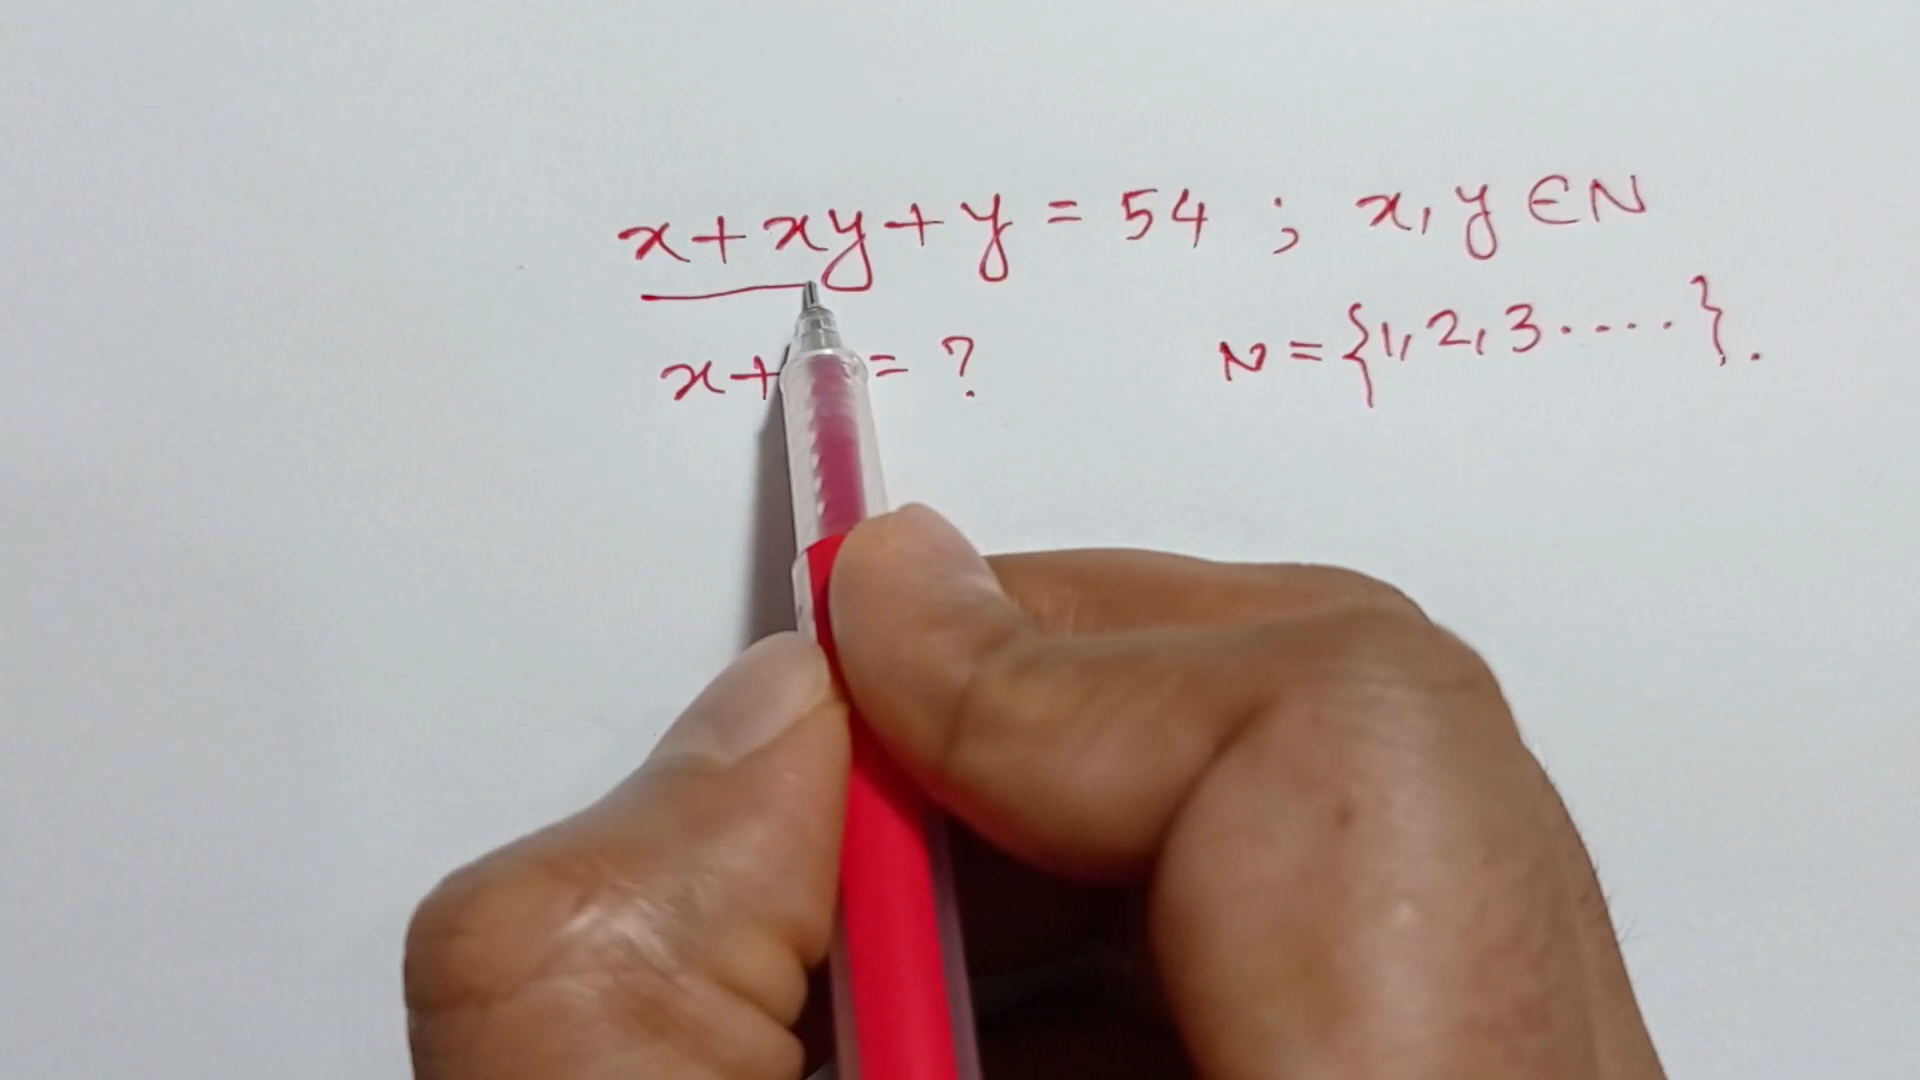 x+xy+y = 54 ; x, y ∈ N
x+ = ? N = {1, 2, 3 .....}.